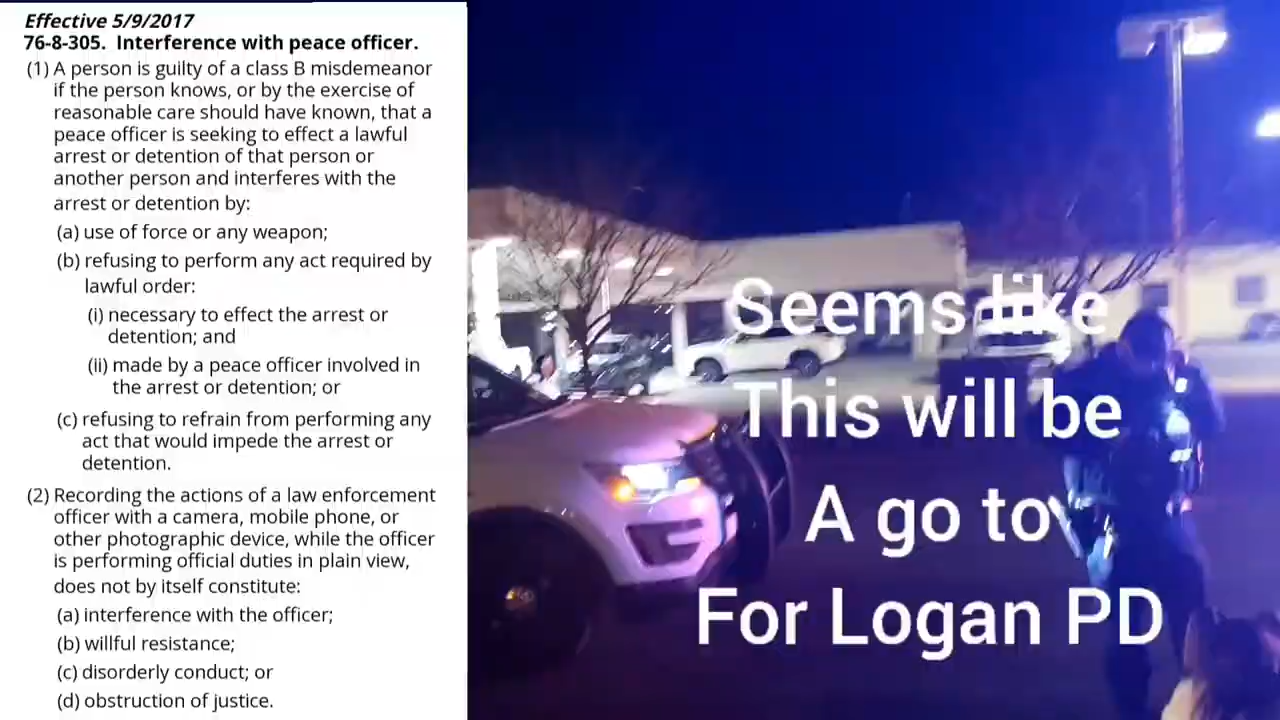 Effective 5/9/2017
76-8-305.  Interference with peace officer.
(1) A person is guilty of a class B misdemeanor
if the person knows, or by the exercise of
reasonable care should have known, that a
peace officer is seeking to effect a lawful
arrest or detention of that person or
another person and interferes with the
arrest or detention by:
(a) use of force or any weapon;
(b) refusing to perform any act required by
lawful order:
(i) necessary to effect the arrest or
detention; and
(ii) made by a peace officer involved in
the arrest or detention; or
(c) refusing to refrain from performing any
act that would impede the arrest or
detention.
(2) Recording the actions of a law enforcement
officer with a camera, mobile phone, or
other photographic device, while the officer
is performing official duties in plain view,
does not by itself constitute:
(a) interference with the officer;
(b) willful resistance;
(c) disorderly conduct; or
(d) obstruction of justice.
Seems like
This will be
A go to
For Logan PD